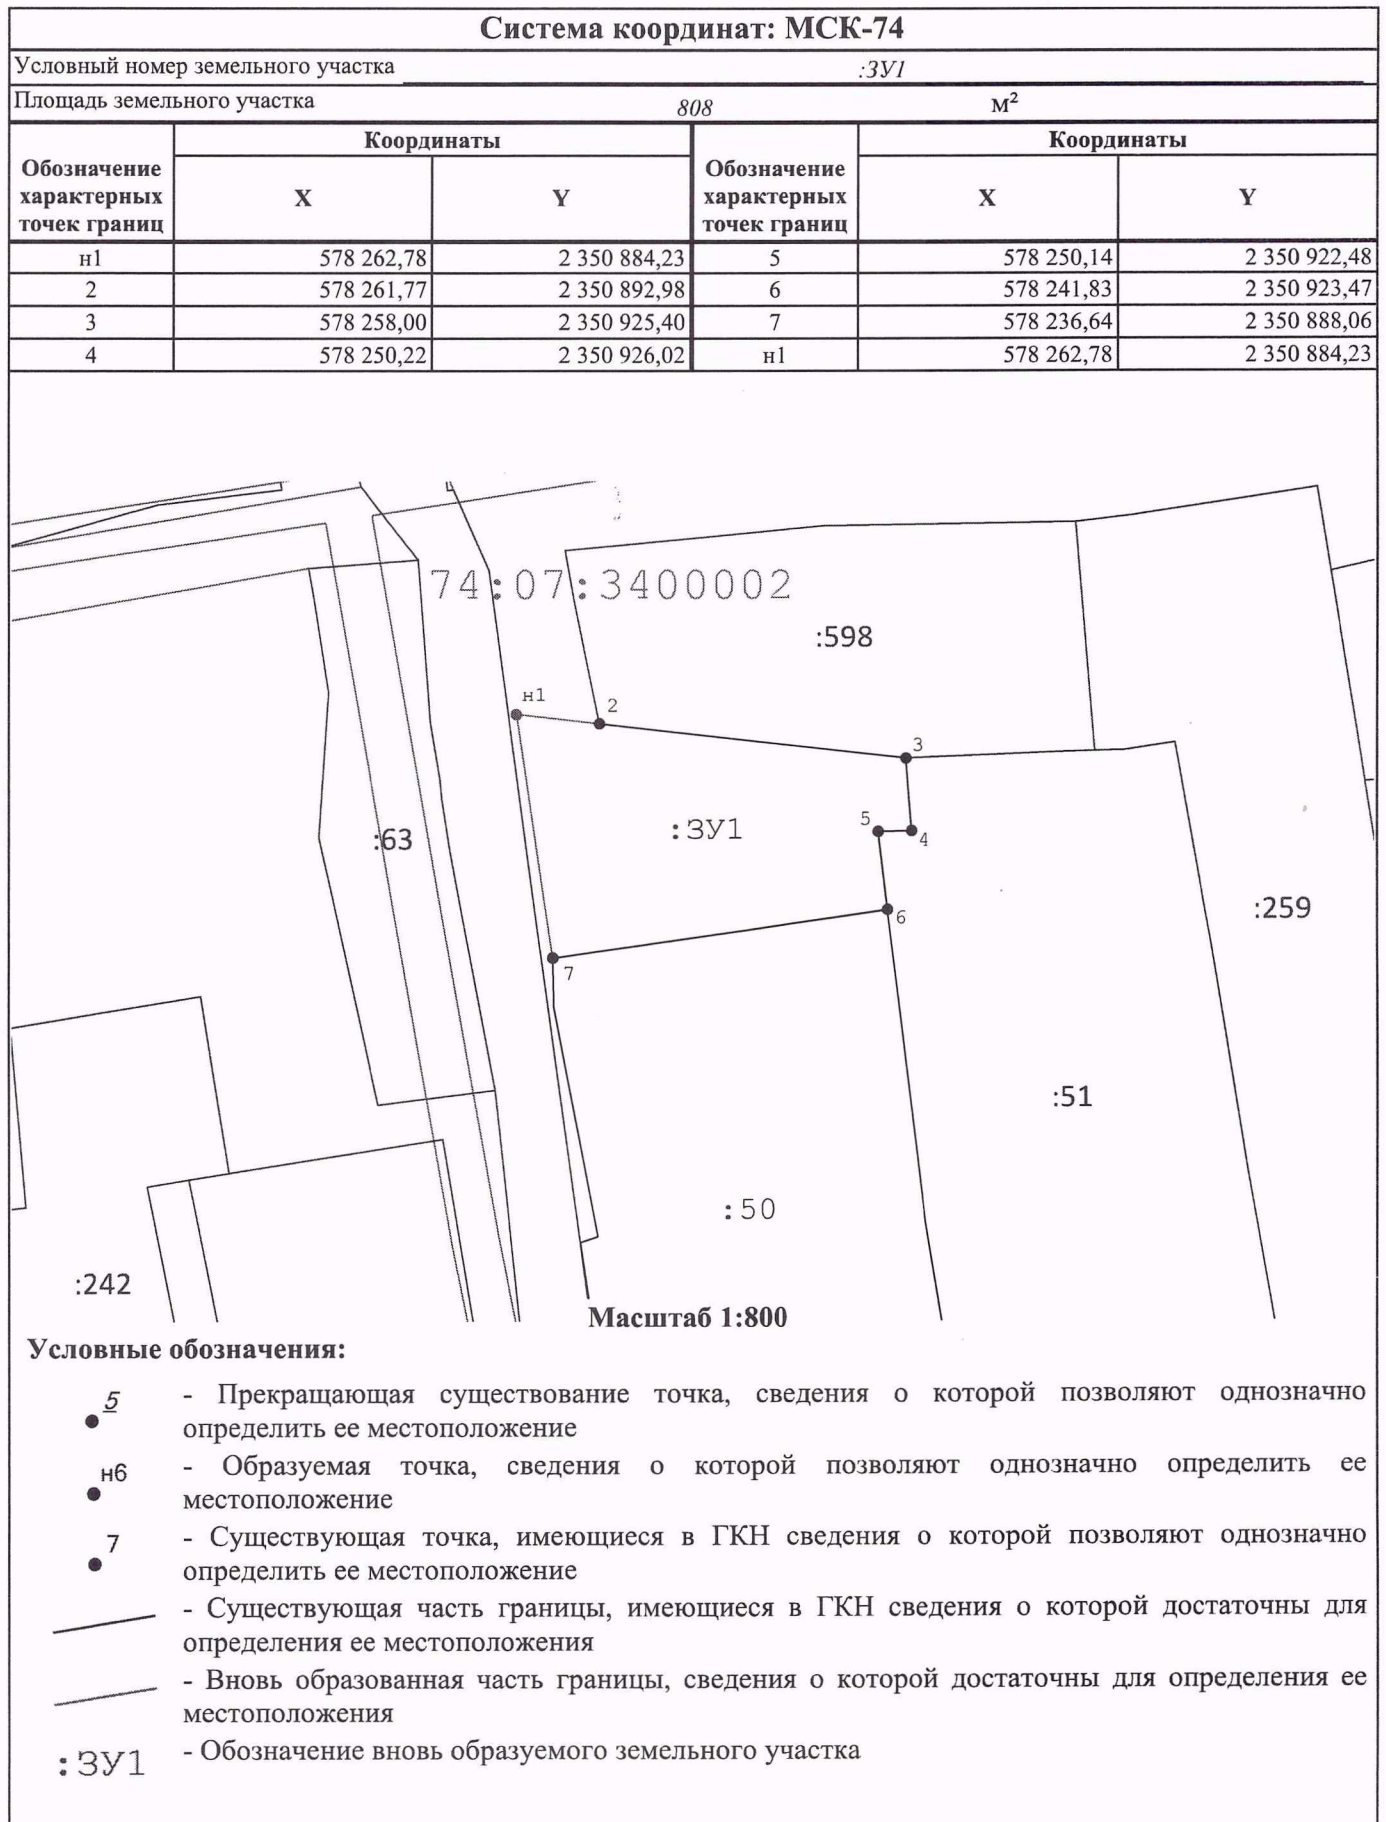 Система координат: МСК-74
Условный номер земельного участка :ЗУ1
Площадь земельного участка 808 м²
Обозначение характерных точек границ Координаты Обозначение характерных точек границ Координаты
X Y X Y
н1 578 262,78 2 350 884,23 5 578 250,14 2 350 922,48
2 578 261,77 2 350 892,98 6 578 241,83 2 350 923,47
3 578 258,00 2 350 925,40 7 578 236,64 2 350 888,06
4 578 250,22 2 350 926,02 н1 578 262,78 2 350 884,23
74:07:3400002
:598
н1
2
3
:63
:ЗУ1
5
4
:259
6
7
:51
:50
:242
Масштаб 1:800
Условные обозначения:
5 - Прекращающая существование точка, сведения о которой позволяют однозначно
определить ее местоположение
н6 - Образуемая точка, сведения о которой позволяют однозначно определить ее
местоположение
7 - Существующая точка, имеющиеся в ГКН сведения о которой позволяют однозначно
определить ее местоположение
- Существующая часть границы, имеющиеся в ГКН сведения о которой достаточны для
определения ее местоположения
- Вновь образованная часть границы, сведения о которой достаточны для определения ее
местоположения
:ЗУ1 - Обозначение вновь образуемого земельного участка